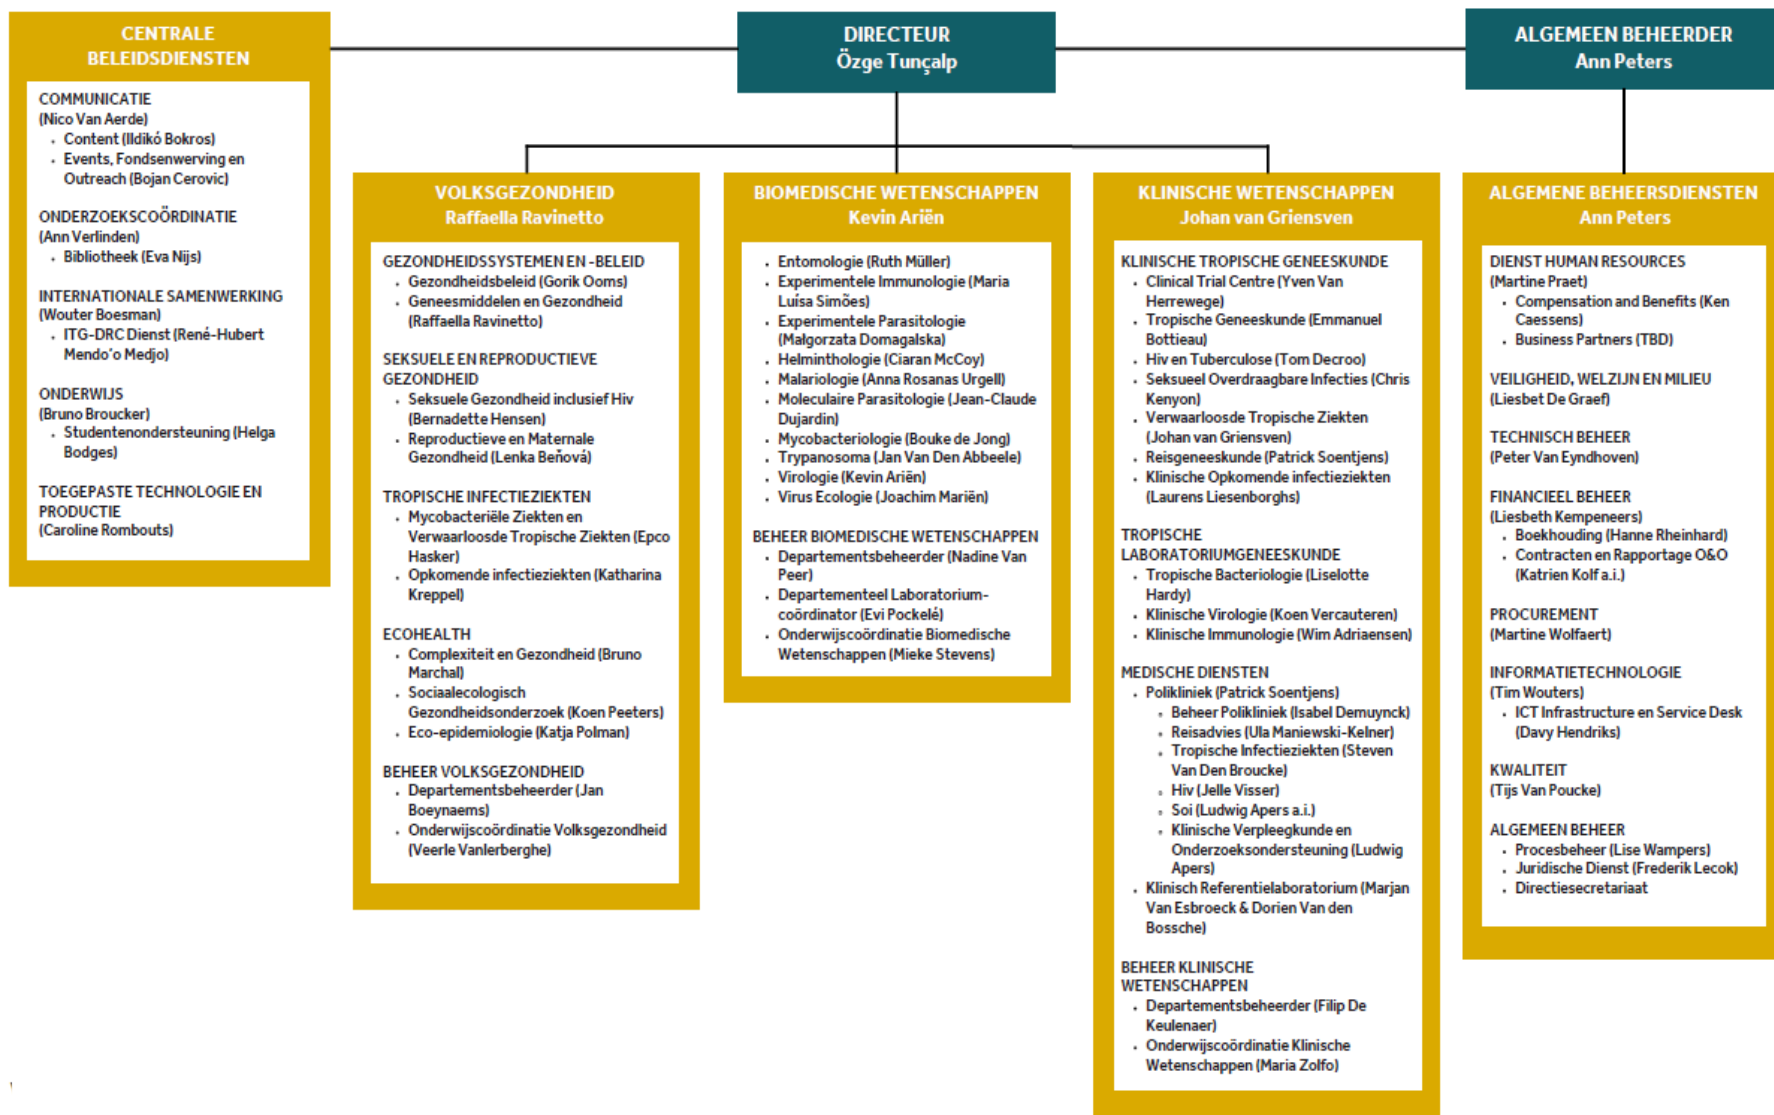 CENTRALE
BELEIDSDIENSTEN
COMMUNICATIE
(Nico Van Aerde)
• Content (Ildikó Bokros)
• Events, Fondsenwerving en
Outreach (Bojan Cerovic)
ONDERZOEKSCOÖRDINATIE
(Ann Verlinden)
• Bibliotheek (Eva Nijs)
INTERNATIONALE SAMENWERKING
(Wouter Boesman)
• ITG-DRC Dienst (René-Hubert
Mendo'o Medjo)
ONDERWIJS
(Bruno Broucker)
• Studentenondersteuning (Helga
Bodges)
TOEGEPASTE TECHNOLOGIE EN
PRODUCTIE
(Caroline Rombouts)
DIRECTEUR
Özge Tunçalp
ALGEMEEN BEHEERDER
Ann Peters
VOLKSGEZONDHEID
Raffaella Ravinetto
GEZONDHEIDSSYSTEMEN EN -BELEID
• Gezondheidsbeleid (Gorik Ooms)
• Geneesmiddelen en Gezondheid
(Raffaella Ravinetto)
SEKSUELE EN REPRODUCTIEVE
GEZONDHEID
• Seksuele Gezondheid inclusief Hiv
(Bernadette Hensen)
• Reproductieve en Maternale
Gezondheid (Lenka Beňová)
TROPISCHE INFECTIEZIEKTEN
• Mycobacteriële Ziekten en
Verwaarloosde Tropische Ziekten (Epco
Hasker)
• Opkomende infectieziekten (Katharina
Kreppel)
ECOHEALTH
• Complexiteit en Gezondheid (Bruno
Marchal)
• Sociaalecologisch
Gezondheidsonderzoek (Koen Peeters)
• Eco-epidemiologie (Katja Polman)
BEHEER VOLKSGEZONDHEID
• Departementsbeheerder (Jan
Boeynaems)
• Onderwijscoördinatie Volksgezondheid
(Veerle Vanlerberghe)
BIOMEDISCHE WETENSCHAPPEN
Kevin Ariën
• Entomologie (Ruth Müller)
• Experimentele Immunologie (Maria
Luísa Simões)
• Experimentele Parasitologie
(Malgorzata Domagalska)
• Helminthologie (Ciaran McCoy)
• Malariologie (Anna Rosanas Urgell)
• Moleculaire Parasitologie (Jean-Claude
Dujardin)
• Mycobacteriologie (Bouke de Jong)
• Trypanosoma (Jan Van Den Abbeele)
• Virologie (Kevin Ariën)
• Virus Ecologie (Joachim Mariën)
BEHEER BIOMEDISCHE WETENSCHAPPEN
• Departementsbeheerder (Nadine Van
Peer)
• Departementeel Laboratorium-
coördinator (Evi Pockelé)
• Onderwijscoördinatie Biomedische
Wetenschappen (Mieke Stevens)
KLINISCHE WETENSCHAPPEN
Johan van Griensven
KLINISCHE TROPISCHE GENEESKUNDE
• Clinical Trial Centre (Yven Van
Herrewege)
• Tropische Geneeskunde (Emmanuel
Bottieau)
• Hiv en Tuberculose (Tom Decroo)
• Seksueel Overdraagbare Infecties (Chris
Kenyon)
• Verwaarloosde Tropische Ziekten
(Johan van Griensven)
• Reisgeneeskunde (Patrick Soentjens)
• Klinische Opkomende infectieziekten
(Laurens Liesenborghs)
TROPISCHE
LABORATORIUMGENEESKUNDE
• Tropische Bacteriologie (Liselotte
Hardy)
• Klinische Virologie (Koen Vercauteren)
• Klinische Immunologie (Wim Adriaensen)
MEDISCHE DIENSTEN
• Polikliniek (Patrick Soentjens)
• Beheer Polikliniek (Isabel Demuynck)
• Reisadvies (Ula Maniewski-Kelner)
• Tropische Infectieziekten (Steven
Van Den Broucke)
• Hiv (Jelle Visser)
• Soi (Ludwig Apers a.i.)
• Klinische Verpleegkunde en
Onderzoeksondersteuning (Ludwig
Apers)
• Klinisch Referentielaboratorium (Marjan
Van Esbroeck & Dorien Van den
Bossche)
BEHEER KLINISCHE
WETENSCHAPPEN
• Departementsbeheerder (Filip De
Keulenaer)
• Onderwijscoördinatie Klinische
Wetenschappen (Maria Zolfo)
ALGEMENE BEHEERSDIENSTEN
Ann Peters
DIENST HUMAN RESOURCES
(Martine Praet)
• Compensation and Benefits (Ken
Caessens)
• Business Partners (TBD)
VEILIGHEID, WELZIJN EN MILIEU
(Liesbet De Graef)
TECHNISCH BEHEER
(Peter Van Eyndhoven)
FINANCIEEL BEHEER
(Liesbeth Kempeneers)
• Boekhouding (Hanne Rheinhard)
• Contracten en Rapportage O&O
(Katrien Kolf a.i.)
PROCUREMENT
(Martine Wolfaert)
INFORMATIETECHNOLOGIE
(Tim Wouters)
• ICT Infrastructure en Service Desk
(Davy Hendriks)
KWALITEIT
(Tijs Van Poucke)
ALGEMEEN BEHEER
• Procesbeheer (Lise Wampers)
• Juridische Dienst (Frederik Lecok)
• Directiesecretariaat